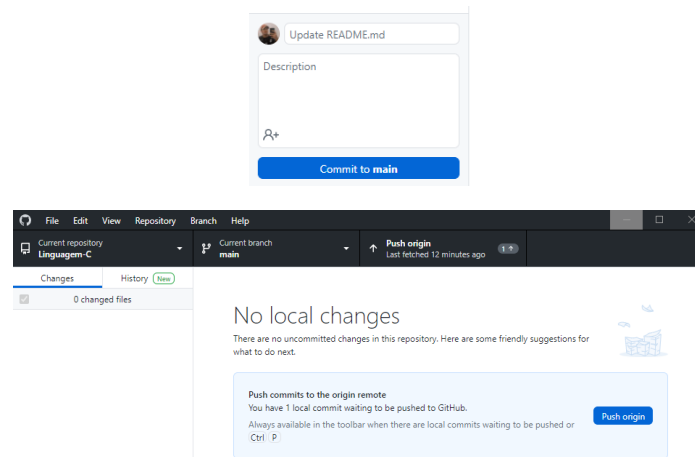 Update README.md
Description
Commit to main
File Edit View Repository Branch Help
Current repository
Linguagem-C
Current branch
main
Push origin
Last fetched 12 minutes ago
1
Changes
History New
0 changed files
No local changes
There are no uncommitted changes in this repository. Here are some friendly suggestions for
what to do next.
Push commits to the origin remote
You have 1 local commit waiting to be pushed to GitHub.
Always available in the toolbar when there are local commits waiting to be pushed or
Ctrl P
Push origin